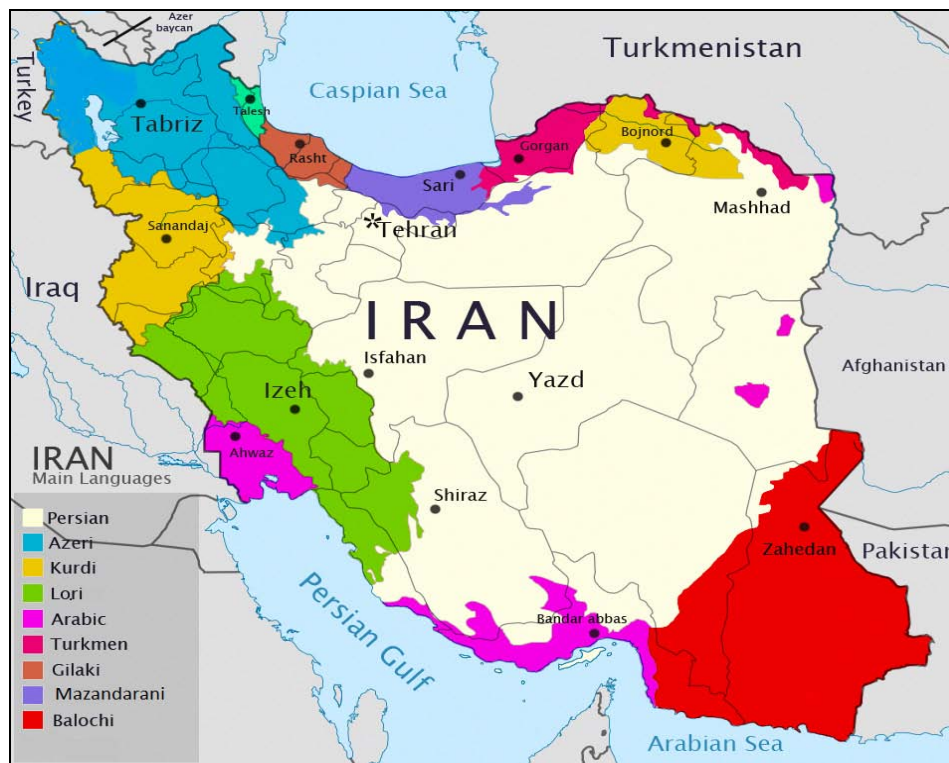 Azer
baycan
Turkmenistan
Turkey
Caspian Sea
Talesh
Tabriz
Rasht
Gorgan
Bojnord
Sari
Mashhad
Sanandaj
*Tehran
Iraq
IRAN
Isfahan
Afghanistan
Yazd
Izeh
Ahwaz
IRAN
Main Languages
Shiraz
Persian
Azeri
Kurdi
Lori
Arabic
Turkmen
Gilaki
Mazandarani
Balochi
Zahedan
Pakistan
Persian Gulf
Bandar abbas
Arabian Sea